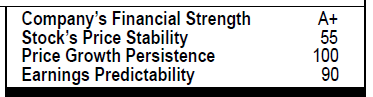 Company's Financial Strength A+
Stock's Price Stability 55
Price Growth Persistence 100
Earnings Predictability 90